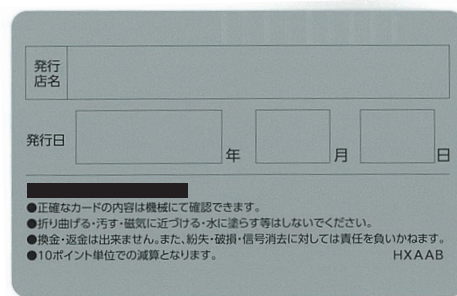 発行
店名
発行日 年 月 日
●正確なカードの内容は機械にて確認できます。
●折り曲げる・汚す・磁気に近づける・水に塗らす等はしないでください。
●換金・返金は出来ません。また、紛失・破損・信号消去に対しては責任を負いかねます。
●10ポイント単位での減算となります。 HXAAB